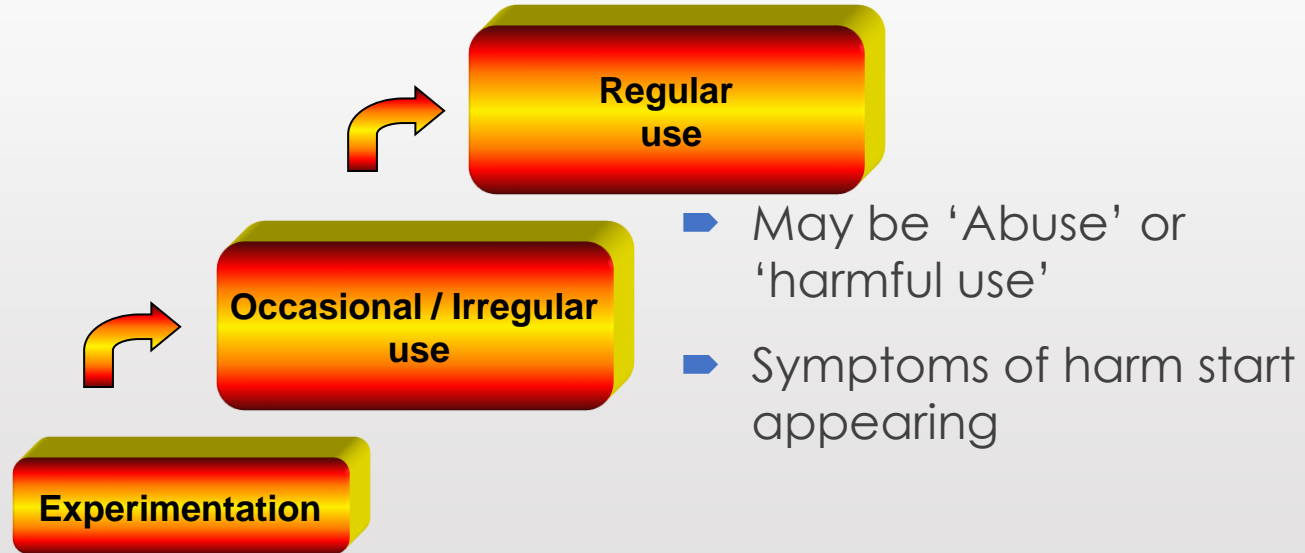 Regular
use
May be ‘Abuse’ or
‘harmful use’
Occasional / Irregular
use
Symptoms of harm start
appearing
Experimentation